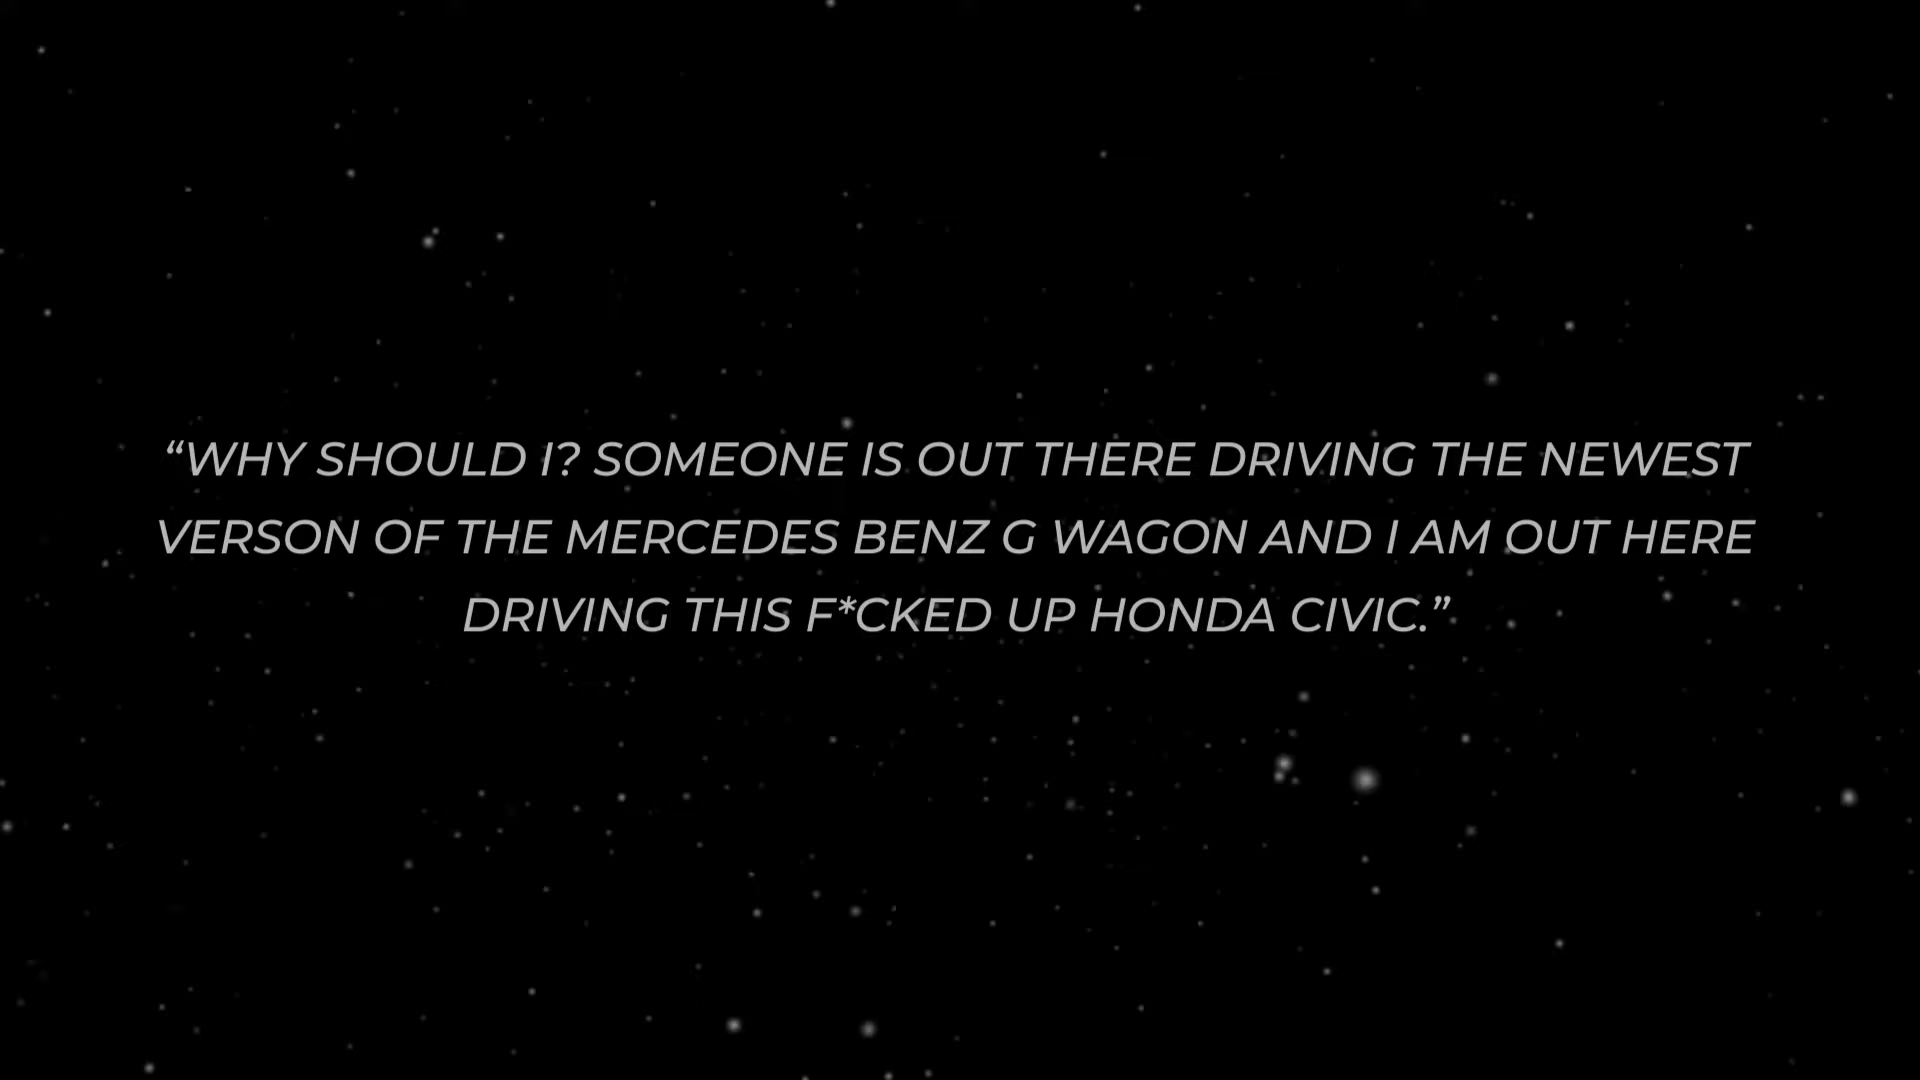 “WHY SHOULD I? SOMEONE IS OUT THERE DRIVING THE NEWEST
VERSON OF THE MERCEDES BENZ G WAGON AND I AM OUT HERE
DRIVING THIS F*CKED UP HONDA CIVIC.”